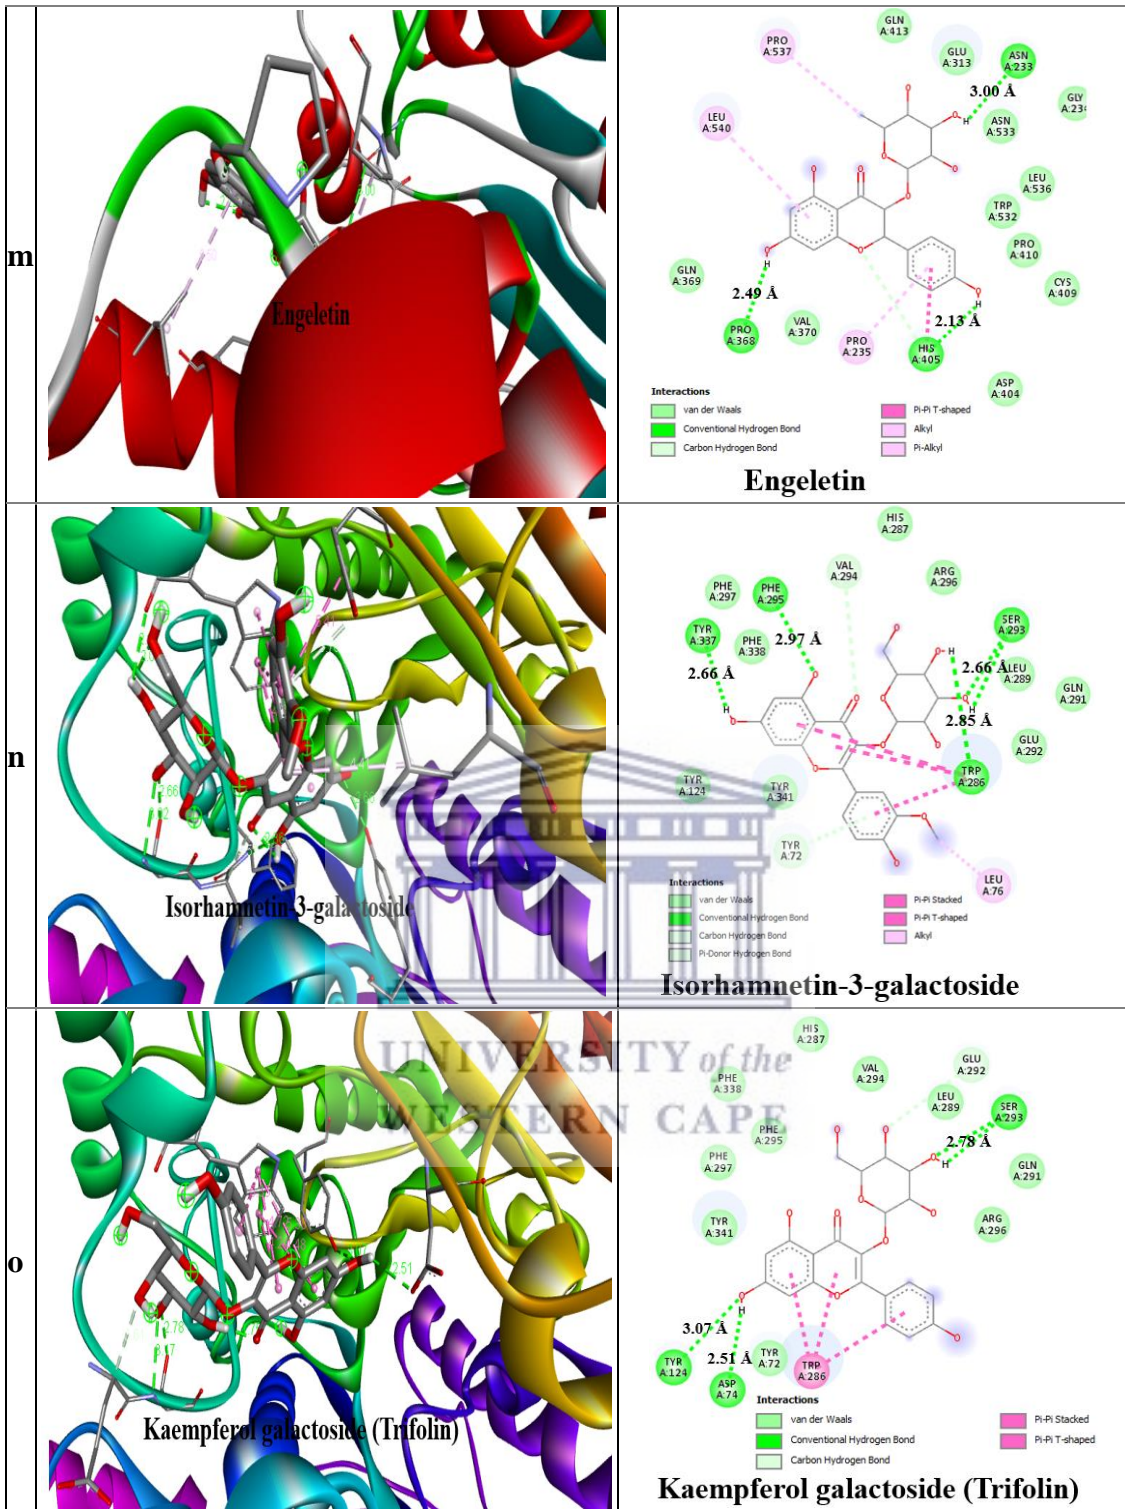 m
Engeletin
3.00
GLN
A:413
PRO
A:537
GLU
A:313
ASN
A:233
3.00 Å
ASN
A:533
LEU
A:540
LEU
A:536
TRP
A:532
PRO
A:410
CYS
A:409
GLN
A:369
2.49 Å
PRO
A:368
VAL
A:370
PRO
A:235
2.13 Å
HIS
A:405
ASP
A:404
H
H
H
Interactions
van der Waals
Conventional Hydrogen Bond
Carbon Hydrogen Bond
Pi-Pi T-shaped
Alkyl
Pi-Alkyl
Engeletin
n
2.66
Isorhamnetin-3-galactoside
HIS
A:287
VAL
A:294
ARG
A:296
PHE
A:297
PHE
A:295
SER
A:293
TYR
A:337
2.97 Å
PHE
A:338
2.66 Å
LEU
A:289
2.66 Å
GLN
A:291
2.85 Å
GLU
A:292
TRP
A:286
TYR
A:124
TYR
A:341
TYR
A:72
LEU
A:76
H
H
H
Interactions
van der Waals
Conventional Hydrogen Bond
Carbon Hydrogen Bond
Pi-Donor Hydrogen Bond
Pi-Pi Stacked
Pi-Pi T-shaped
Alkyl
Isorhamnetin-3-galactoside
UNIVERSITY of the
WESTERN CAPE
o
2.51
2.78
Kaempferol galactoside (Trifolin)
HIS
A:287
VAL
A:294
GLU
A:292
PHE
A:338
LEU
A:289
SER
A:293
PHE
A:295
2.78 Å
PHE
A:297
GLN
A:291
TYR
A:341
ARG
A:296
3.07 Å
TYR
A:124
2.51 Å
ASP
A:74
TYR
A:72
TRP
A:286
H
H
Interactions
van der Waals
Conventional Hydrogen Bond
Carbon Hydrogen Bond
Pi-Pi Stacked
Pi-Pi T-shaped
Kaempferol galactoside (Trifolin)